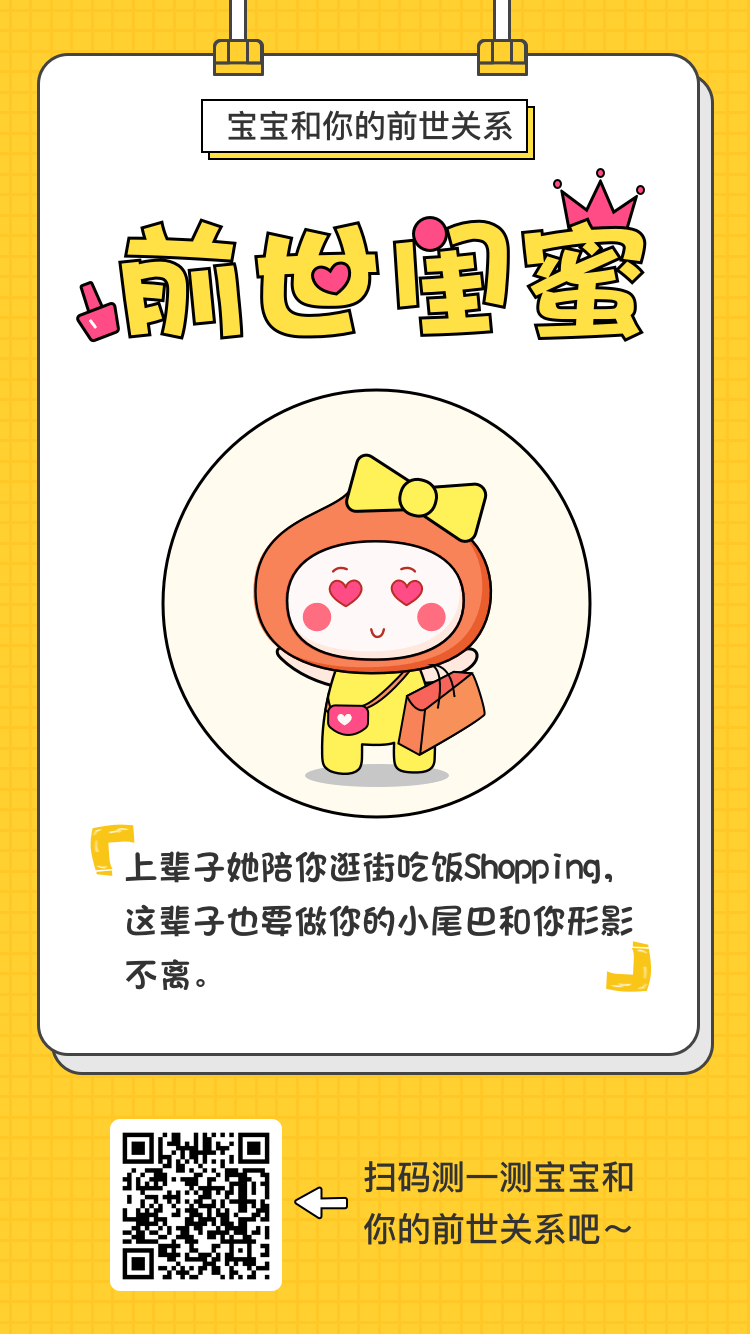 宝宝和你的前世关系
前世闺蜜
上辈子她陪你逛街吃饭Shopping,
这辈子也要做你的小尾巴和你形影
不离。
扫码测一测宝宝和
你的前世关系吧～